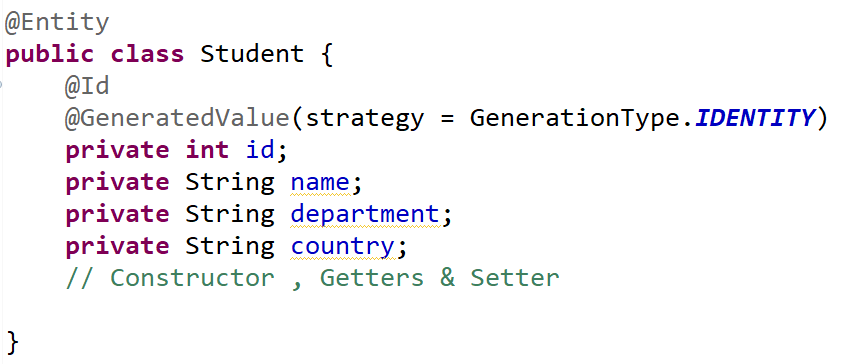 @Entity
public class Student {
@Id
@GeneratedValue(strategy = GenerationType.IDENTITY)
private int id;
private String name;
private String department;
private String country;
// Constructor , Getters & Setter
}